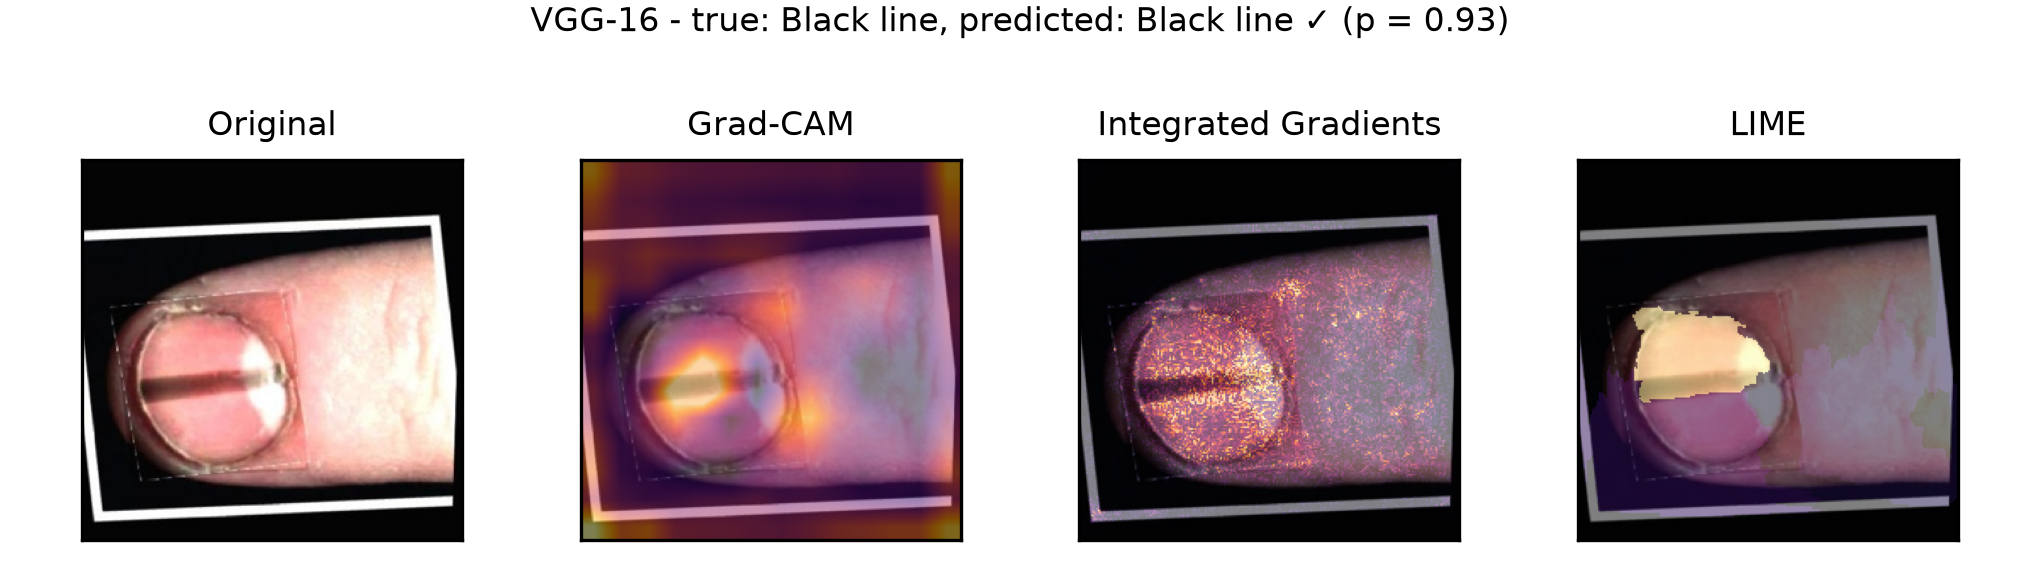 VGG-16 - true: Black line, predicted: Black line ✓ (p = 0.93)
Original
Grad-CAM
Integrated Gradients
LIME